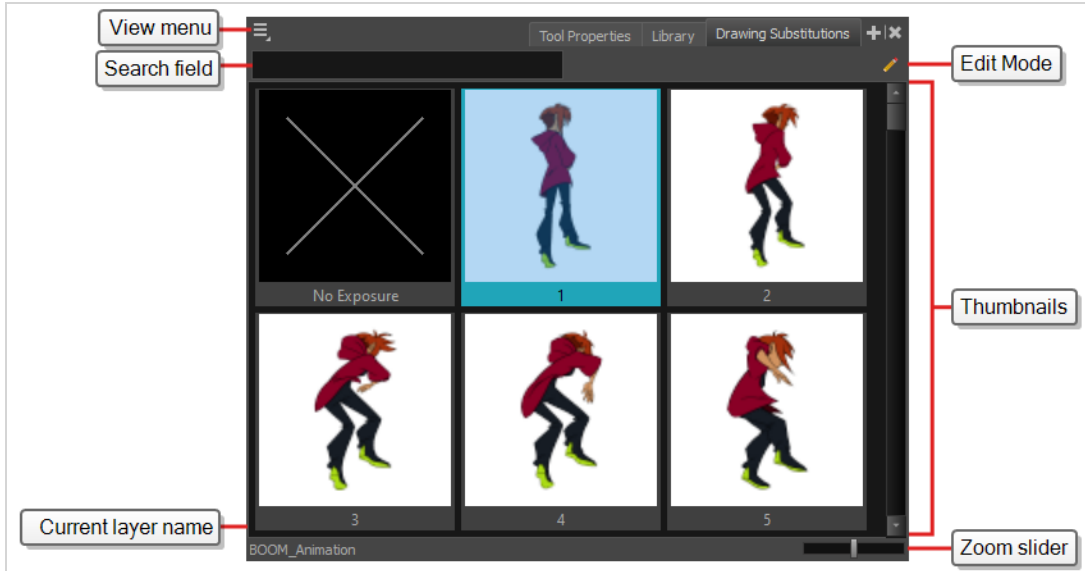 View menu
Tool Properties Library Drawing Substitutions
Search field
Edit Mode
No Exposure 1 2
Thumbnails
3 4 5
Current layer name
BOOM_Animation
Zoom slider